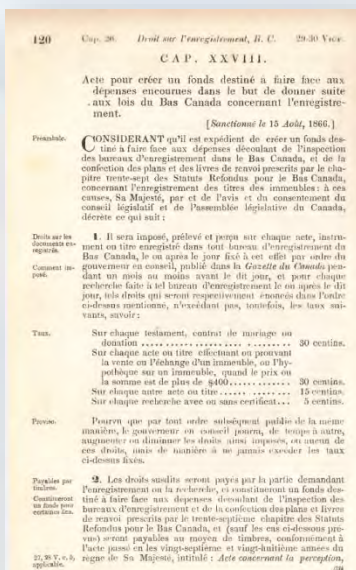 120 Cap. 28. Droit sur l'enregistrement, B. C. 29-30 VICT.
CAP. XXVIII.
Acte pour créer un fonds destiné à faire face aux
dépenses encourues dans le but de donner suite
aux lois du Bas Canada concernant l'enregistre-
ment.
[Sanctionné le 15 Août, 1866.]
Préambule.
CONSIDERANT qu'il est expédient de créer un fonds des-
tiné à faire face aux dépenses découlant de l'inspection
des bureaux d'enregistrement dans le Bas Canada, et de la
confection des plans et des livres de renvoi prescrits par le cha-
pitre trente-sept des Statuts Refondus pour le Bas Canada,
concernant l'enregistrement des titres des immeubles : à ces
causes, Sa Majesté, par et de l'avis et du consentement du
conseil législatif et de l'assemblée législative du Canada,
décrète ce qui suit :
Droits sur les
documents en-
registrés.
Comment im-
posé.
1. Il sera imposé, prélevé et perçu sur chaque acte, instru-
ment ou titre enregistré dans tout bureau d'enregistrement du
Bas Canada, le ou après le jour fixé à cet effet par ordre du
gouverneur en conseil, publié dans la Gazette du Canada pen-
dant un mois au moins avant le dit jour, et pour chaque
recherche faite à tel bureau d'enregistrement le ou après le dit
jour, tels droits qui seront respectivement énoncés dans l'ordre
ci-dessus mentionné, n'excédant pas, toutefois, les taux sui-
vants, savoir :
Taux.
Sur chaque testament, contrat de mariage ou
donation ........................ 50 centins.
Sur chaque acte ou titre effectuant ou pouvant
la vente ou l'échange d'un immeuble, ou l'hy-
pothèque sur un immeuble, quand le prix ou
la somme est de plus de $400............. 30 centins.
Sur chaque autre acte ou titre........... 15 centins.
Sur chaque recherche avec ou sans certificat... 5 centins.
Proviso.
Pourvu que par tout ordre subséquent publié de la même
manière, le gouverneur en conseil pourra, de temps à autre,
augmenter ou diminuer les droits ainsi imposés, ou aucun de
ces droits, mais de manière à ne jamais excéder les taux
ci-dessus fixés.
Payables par
timbres.
Constitueront
un fonds pour
certaines fins.
2. Les droits susdits seront payés par la partie demandant
l'enregistrement ou la recherche, et constitueront un fonds des-
tiné à faire face aux dépenses découlant de l'inspection des
bureaux d'enregistrement et de la confection des plans et livres
de renvoi prescrits par le trente-septième chapitre des Statuts
Refondus pour le Bas Canada, et (sauf les cas ci-dessous pré-
vus) seront payables au moyen de timbres, conformément à
l'acte passé en les vingt-septième et vingt-huitième années du
27, 28 V. c. 5,
applicable.
règne de Sa Majesté, intitulé : Acte concernant la perception,